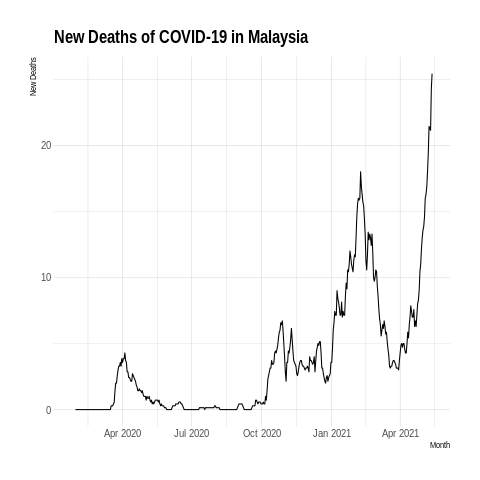 New Deaths of COVID-19 in Malaysia
New Deaths
20
10
0
Apr 2020 Jul 2020 Oct 2020 Jan 2021 Apr 2021
Month